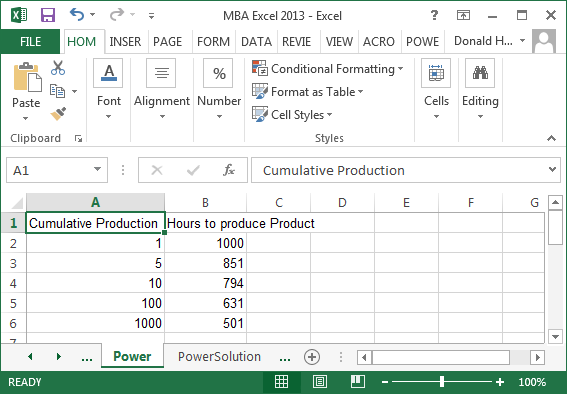 MBA Excel 2013 - Excel
FILE HOM INSER PAGE FORM DATA REVIE VIEW ACRO POWE Donald H...
Paste
Font
Alignment
%
Number
Conditional Formatting
Format as Table
Cell Styles
Cells
Editing
Clipboard
Styles
A1 fx Cumulative Production
A B C D E F G
1 Cumulative Production Hours to produce Product
2 1 1000
3 5 851
4 10 794
5 100 631
6 1000 501
... Power PowerSolution ...
READY 100%